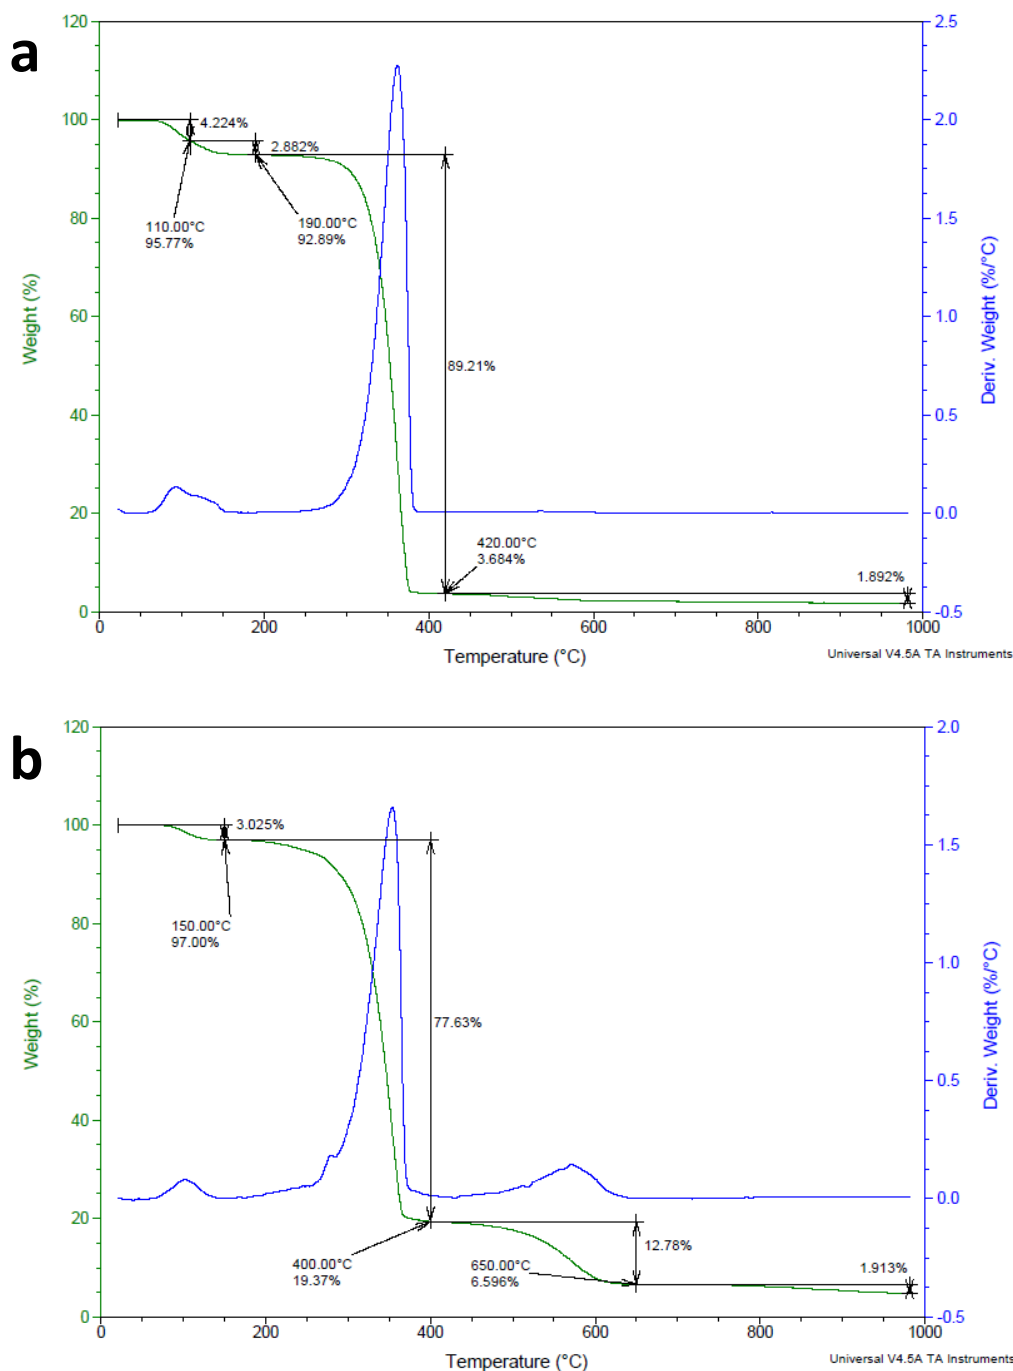 a
120
100
80
60
40
20
0
Weight (%)
4.224%
2.882%
110.00°C
95.77%
190.00°C
92.89%
89.21%
420.00°C
3.684%
1.892%
2.5
2.0
1.5
1.0
0.5
0.0
-0.5
Deriv. Weight (%/°C)
0 200 400 600 800 1000
Temperature (°C)
Universal V4.5A TA Instruments
b
120
100
80
60
40
20
0
Weight (%)
3.025%
150.00°C
97.00%
77.63%
400.00°C
19.37%
650.00°C
6.596%
12.78%
1.913%
2.0
1.5
1.0
0.5
0.0
-0.5
Deriv. Weight (%/°C)
0 200 400 600 800 1000
Temperature (°C)
Universal V4.5A TA Instruments